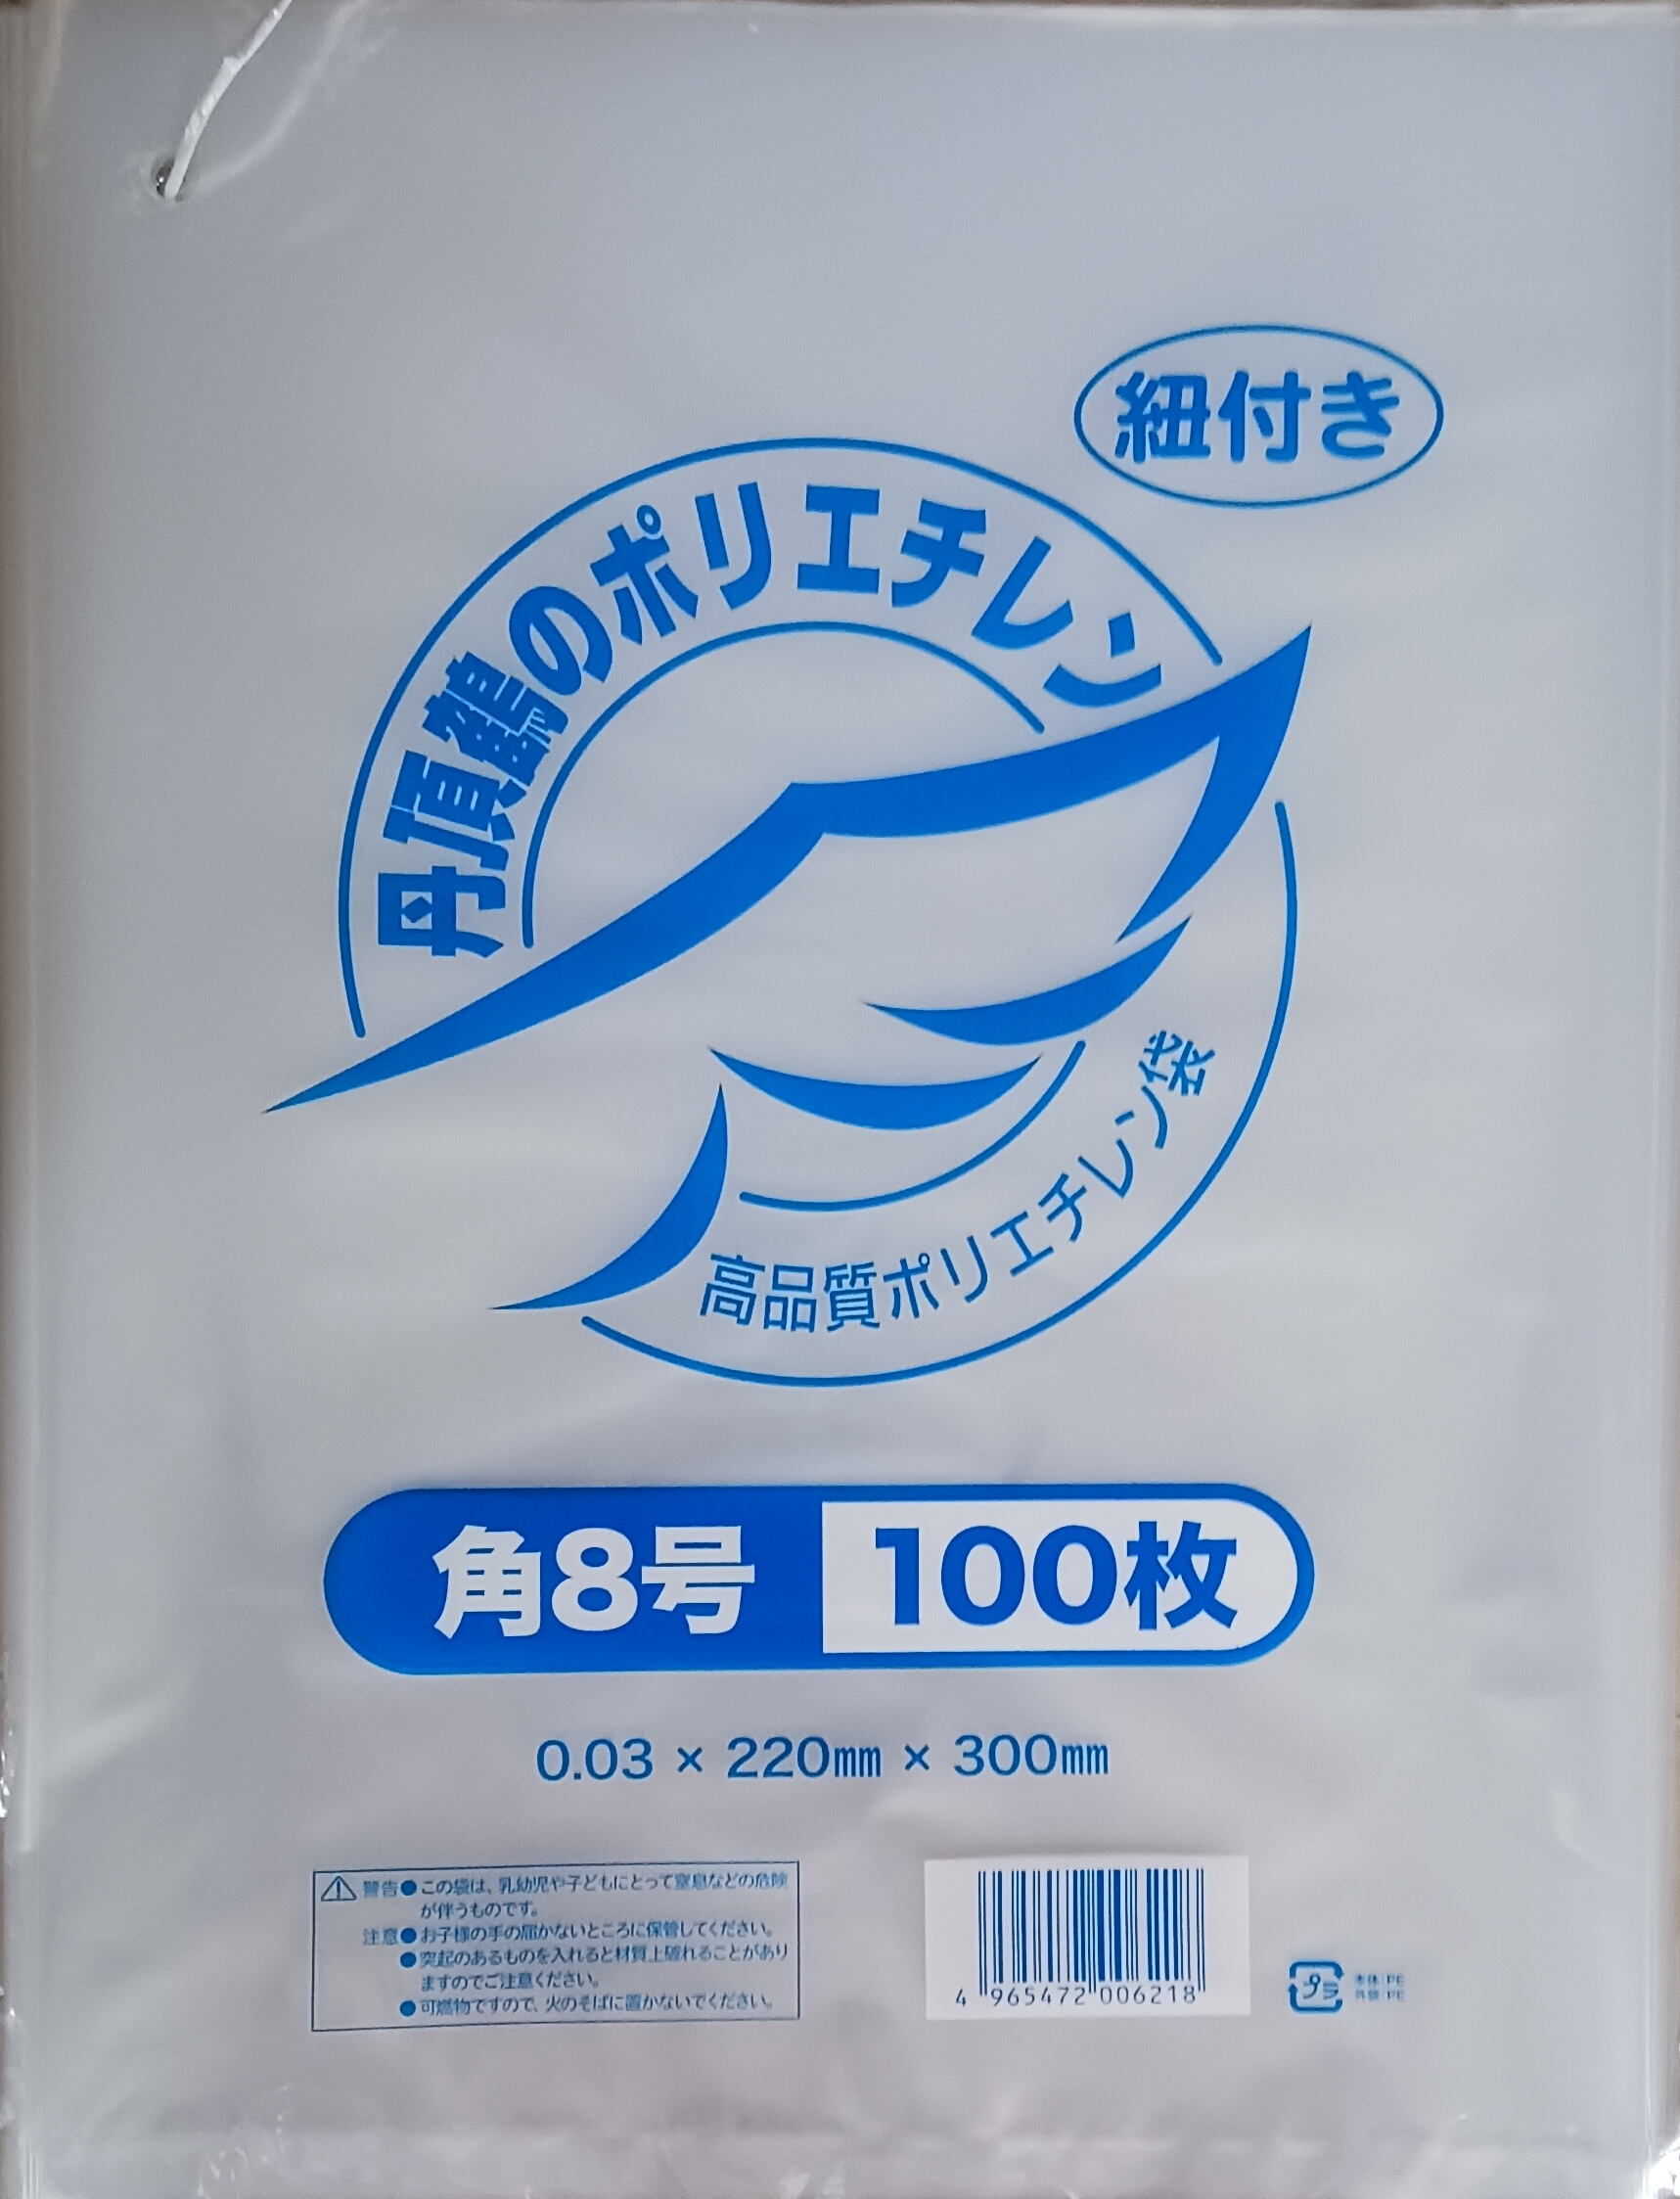 紐付き
丹頂鶴のポリエチレン
高品質ポリエチレン袋
角8号 100枚
0.03 × 220㎜ × 300㎜
警告●この袋は、乳幼児や子どもにとって窒息などの危険
が伴うものです。
注意●お子様の手の届かないところに保管してください。
●突起のあるものを入れると材質上破れることがあり
ますのでご注意ください。
●可燃物ですので、火のそばに置かないでください。
4 965472 006218
プラ
本体:PE
外袋:PE